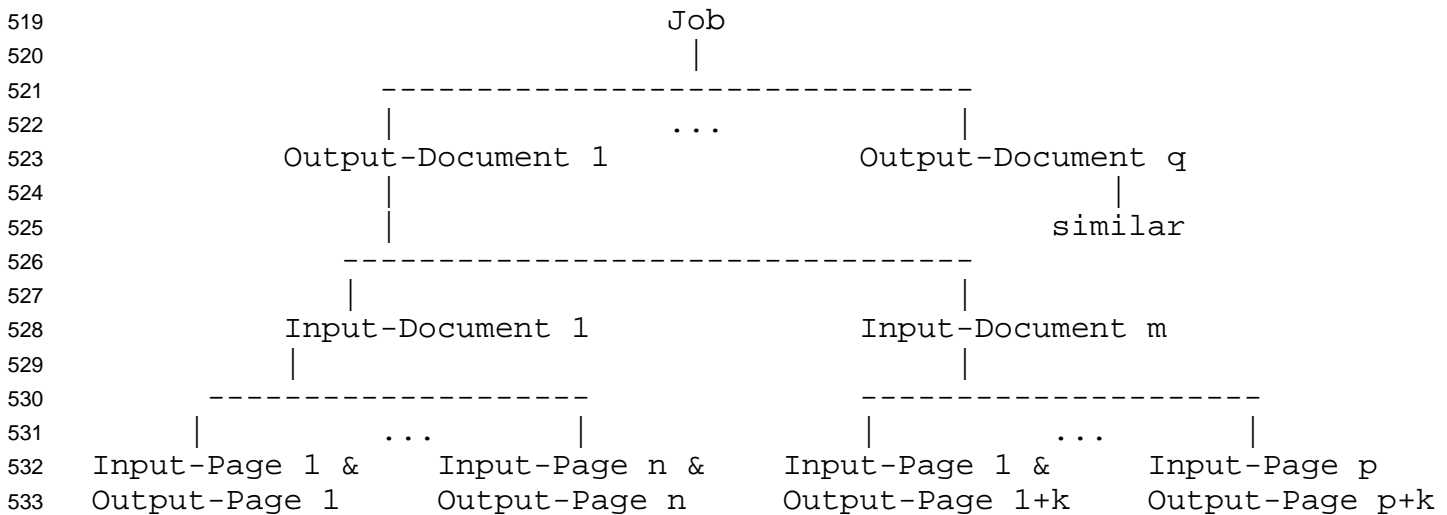 519 Job
520 |
521 -------------------------------
522 | ... |
523 Output-Document 1 Output-Document q
524 | |
525 | similar
526 ---------------------------------
527 | |
528 Input-Document 1 Input-Document m
529 | |
530 -------------------- ---------------------
531 | ... | | ... |
532 Input-Page 1 & Input-Page n & Input-Page 1 & Input-Page p
533 Output-Page 1 Output-Page n Output-Page 1+k Output-Page p+k